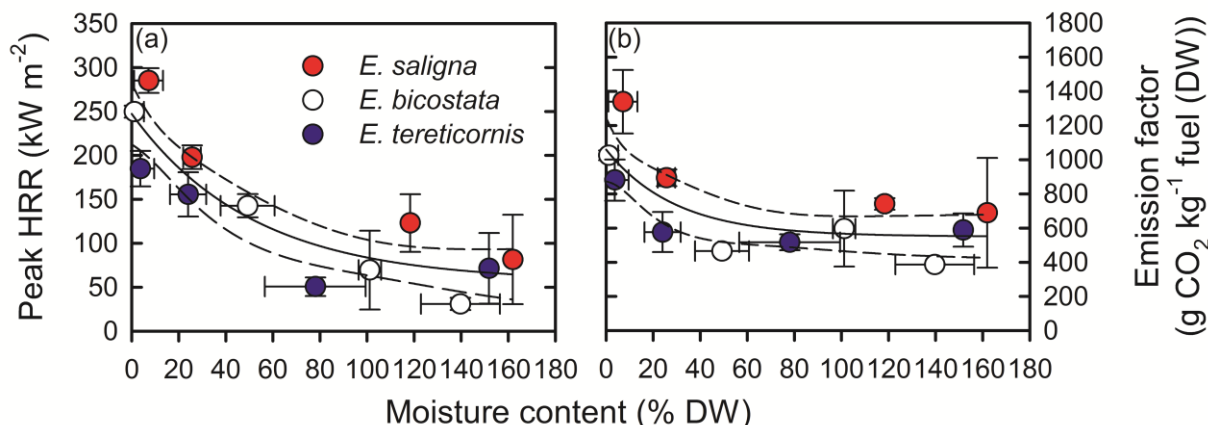 Peak HRR (kW m⁻²)
350
300
250
200
150
100
50
0
(a)
E. saligna
E. bicostata
E. tereticornis
0 20 40 60 80 100 120 140 160 180
(b)
0 20 40 60 80 100 120 140 160 180
1800
1600
1400
1200
1000
800
600
400
200
0
Emission factor
(g CO₂ kg⁻¹ fuel (DW))
Moisture content (% DW)